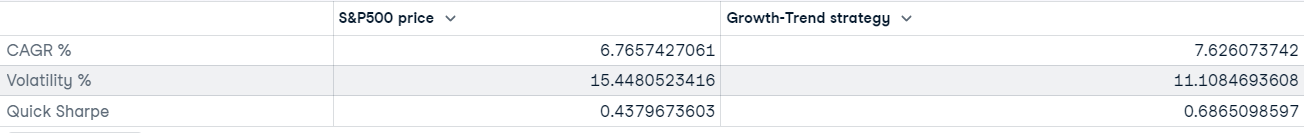 S&P500 price Growth-Trend strategy
CAGR % 6.7657427061 7.626073742
Volatility % 15.4480523416 11.1084693608
Quick Sharpe 0.4379673603 0.6865098597